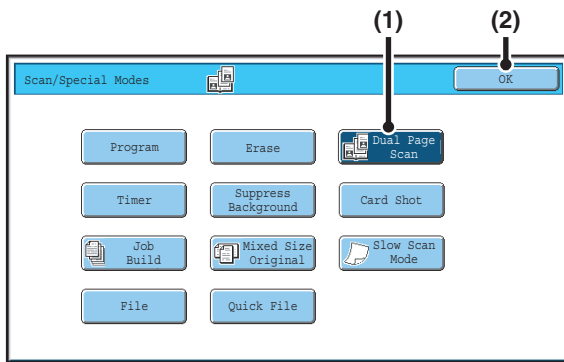 (1) (2)
Scan/Special Modes OK
Program Erase Dual Page
Scan
Timer Suppress
Background Card Shot
Job
Build Mixed Size
Original Slow Scan
Mode
File Quick File